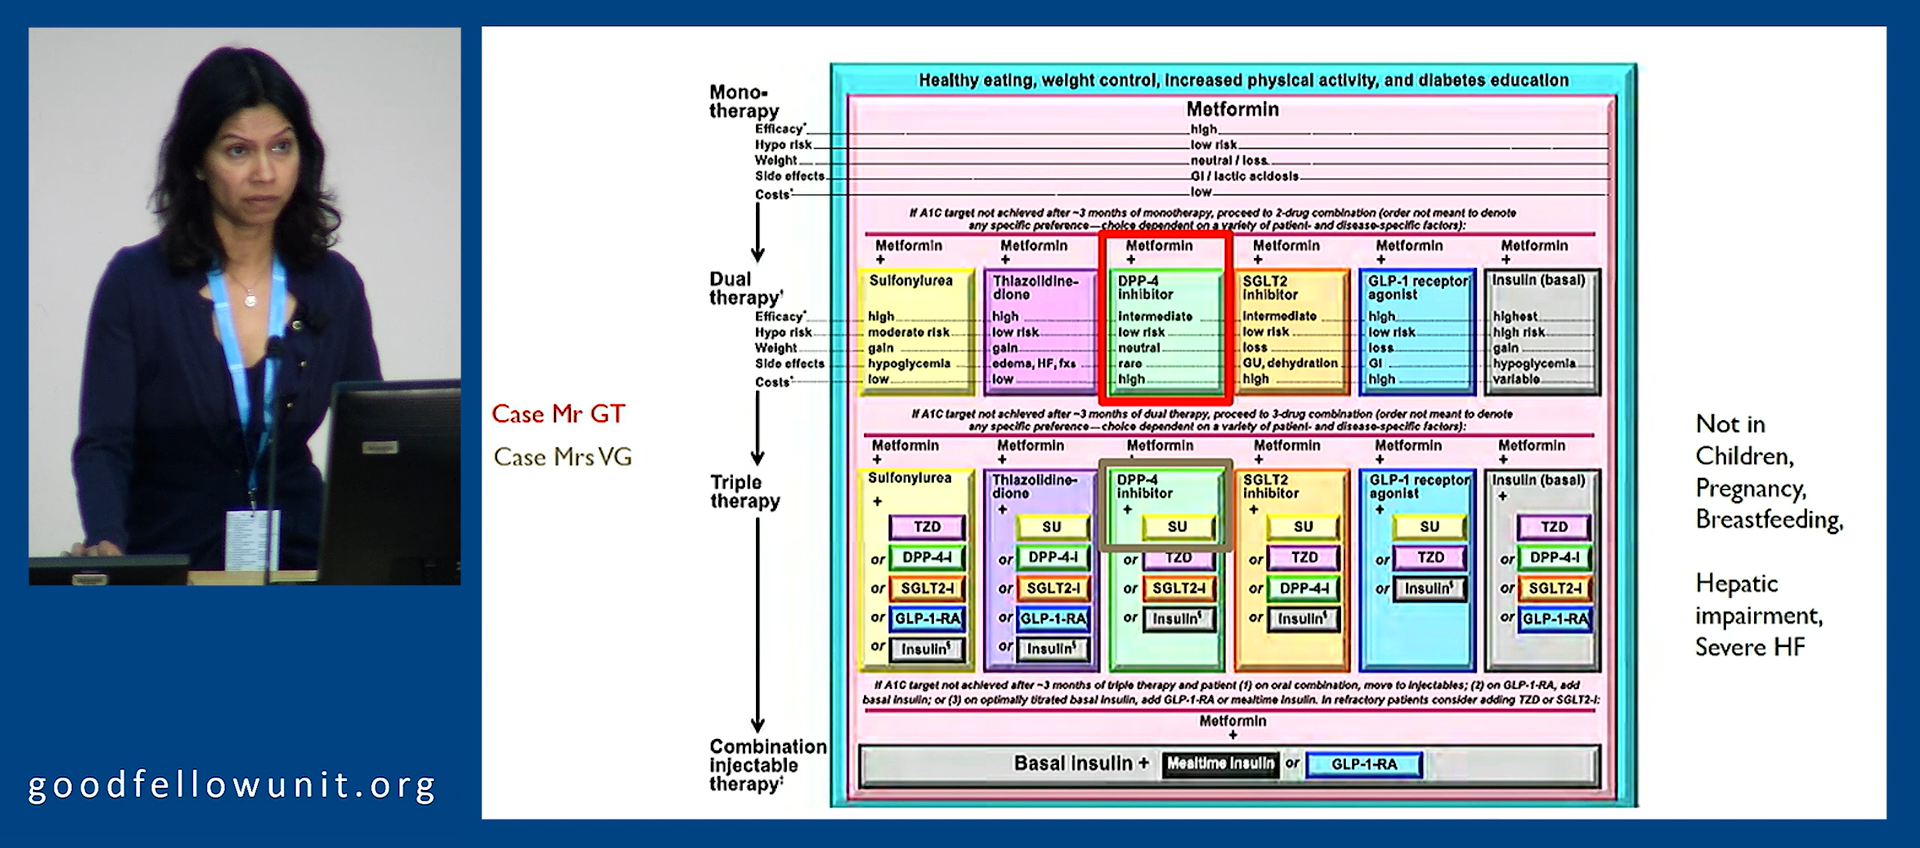 Healthy eating, weight control, increased physical activity, and diabetes education
Mono-
therapy
Metformin
Efficacy* high
Hypo risk low risk
Weight neutral / loss
Side effects GI / lactic acidosis
Costs* low
If A1C target not achieved after ~3 months of monotherapy, proceed to 2-drug combination (order not meant to denote
any specific preference—choice dependent on a variety of patient- and disease-specific factors):
Metformin Metformin Metformin Metformin Metformin Metformin
+ + + + + +
Dual
therapy†
Sulfonylurea
Thiazolidine-
dione
DPP-4
inhibitor
SGLT2
inhibitor
GLP-1 receptor
agonist
Insulin (basal)
Efficacy* high high intermediate intermediate high highest
Hypo risk moderate risk low risk low risk low risk low risk high risk
Weight gain gain neutral loss loss gain
Side effects hypoglycemia edema, HF, fxs rare GU, dehydration GI hypoglycemia
Costs* low low high high high variable
If A1C target not achieved after ~3 months of dual therapy, proceed to 3-drug combination (order not meant to denote
any specific preference—choice dependent on a variety of patient- and disease-specific factors):
Metformin Metformin Metformin Metformin Metformin Metformin
+ + + + + +
Triple
therapy
Sulfonylurea
+
TZD
or DPP-4-I
or SGLT2-I
or GLP-1-RA
or Insulin§
Thiazolidine-
dione
+
SU
or DPP-4-I
or SGLT2-I
or GLP-1-RA
or Insulin§
DPP-4
inhibitor
+
SU
or TZD
or SGLT2-I
or Insulin§
SGLT2
inhibitor
+
SU
or TZD
or DPP-4-I
or Insulin§
GLP-1 receptor
agonist
+
SU
or TZD
or Insulin§
Insulin (basal)
+
TZD
or DPP-4-I
or SGLT2-I
or GLP-1-RA
If A1C target not achieved after ~3 months of triple therapy and patient (1) on oral combination, move to injectables; (2) on GLP-1-RA, add
basal insulin; or (3) on optimally titrated basal insulin, add GLP-1-RA or mealtime insulin. In refractory patients consider adding TZD or SGLT2-I:
Metformin
+
Combination
injectable
therapy‡
Basal insulin + Mealtime Insulin or GLP-1-RA
Case Mr GT
Case Mrs VG
Not in
Children,
Pregnancy,
Breastfeeding,
Hepatic
impairment,
Severe HF
goodfellowunit.org